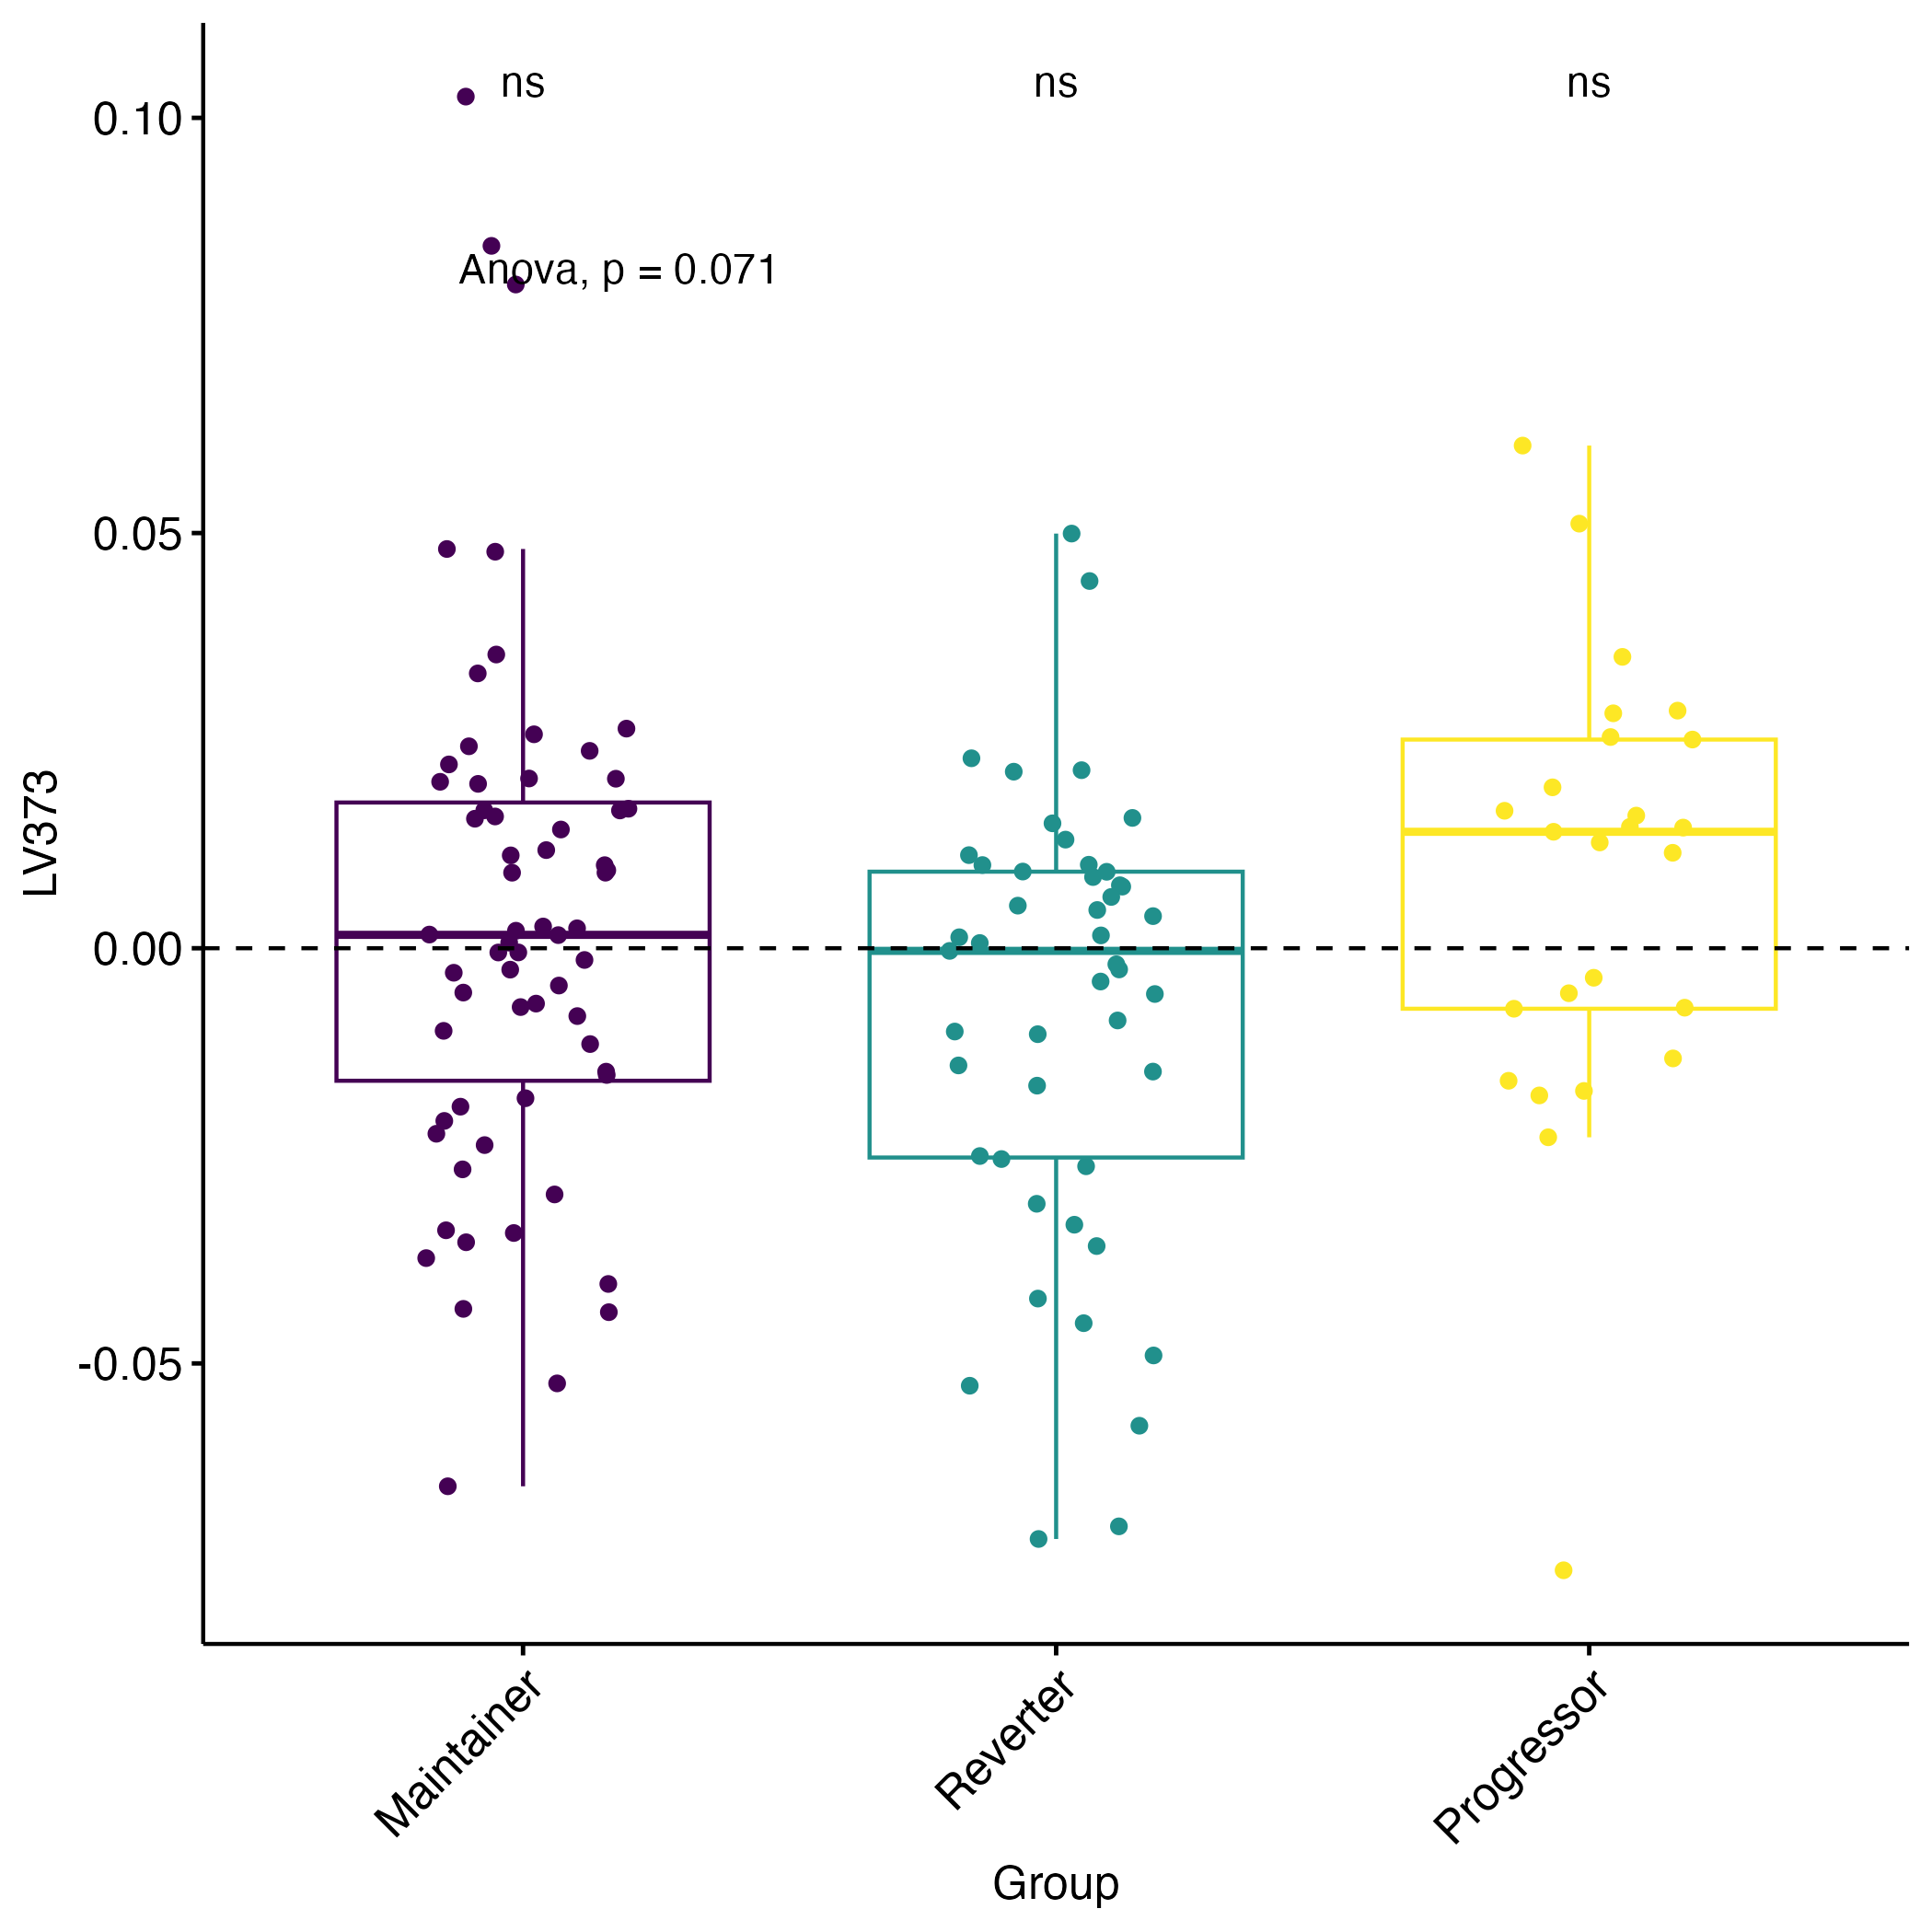 ns ns ns
Anova, p = 0.071
0.10
0.05
0.00
-0.05
LV373
Maintainer
Reverter
Progressor
Group